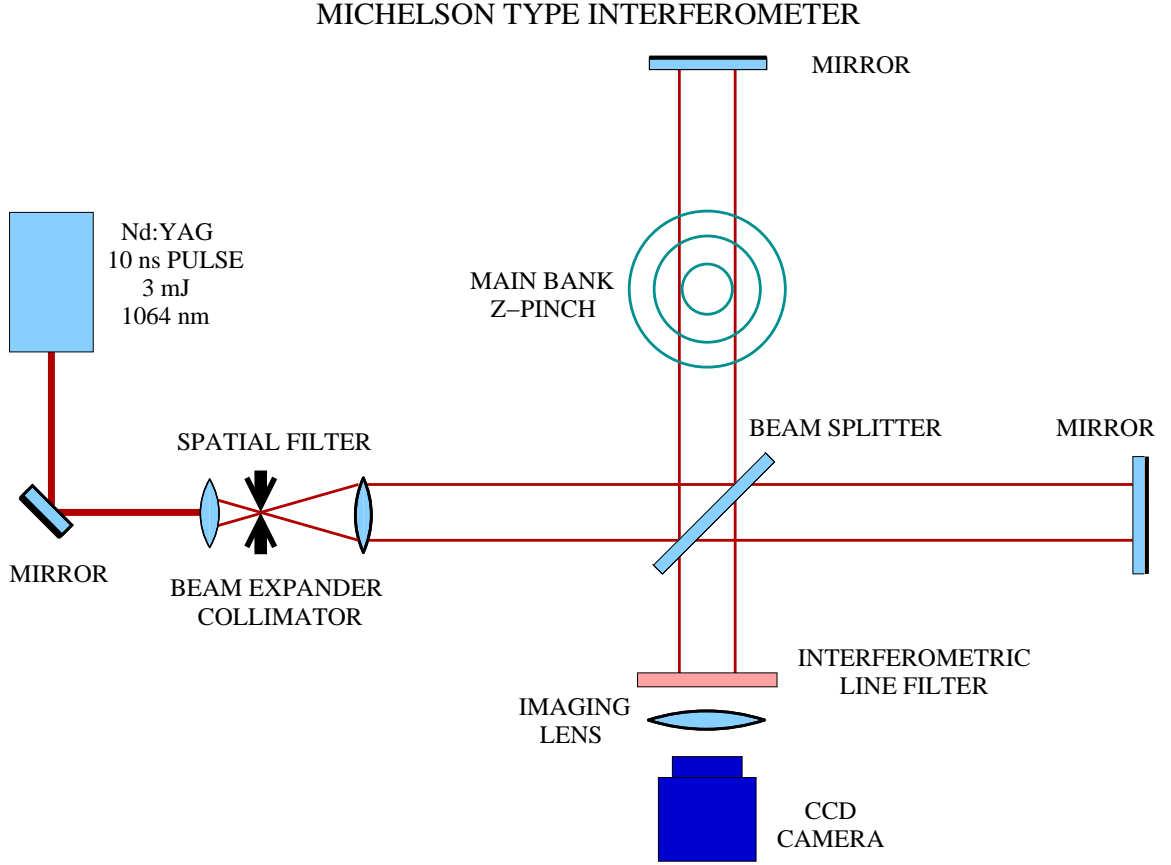 MICHELSON TYPE INTERFEROMETER
MIRROR
Nd:YAG
10 ns PULSE
3 mJ
1064 nm
MAIN BANK
Z−PINCH
BEAM SPLITTER
MIRROR
SPATIAL FILTER
MIRROR
BEAM EXPANDER
COLLIMATOR
INTERFEROMETRIC
LINE FILTER
IMAGING
LENS
CCD
CAMERA